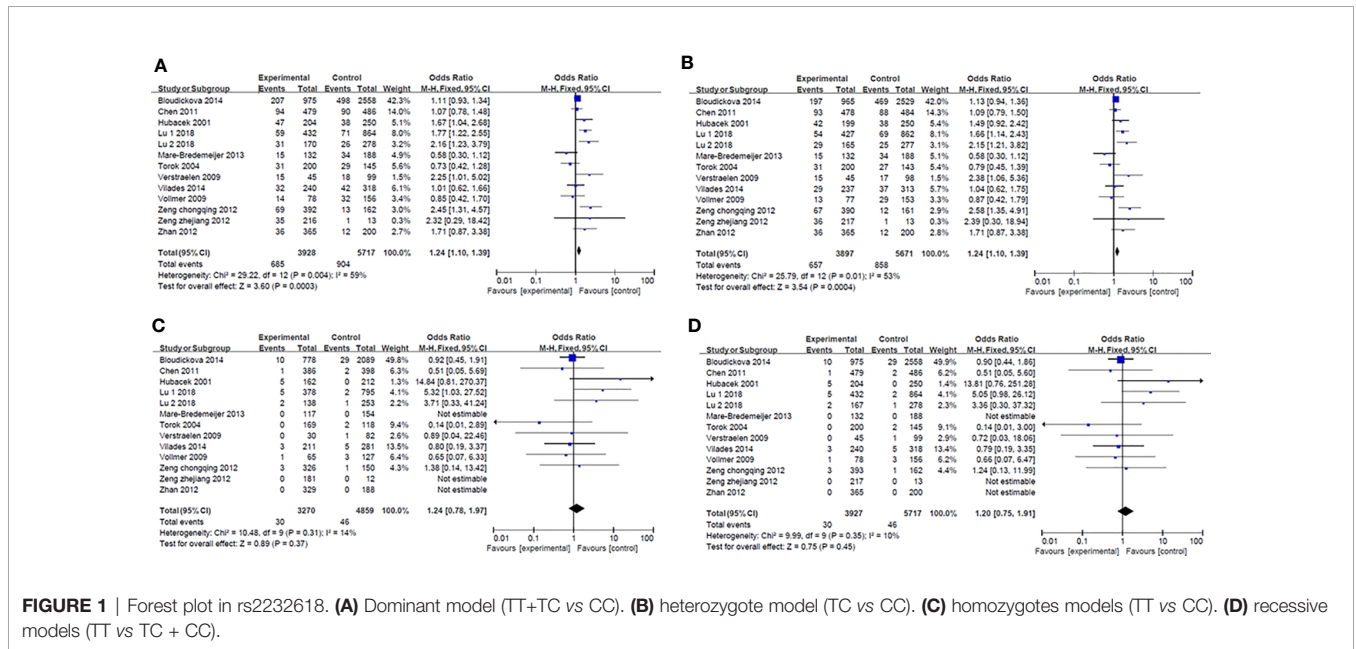 A
Experimental Control Odds Ratio Odds Ratio
Study or Subgroup Events Total Events Total Weight M-H, Fixed, 95% CI M-H, Fixed, 95% CI
Bloudickova 2014 207 975 498 2558 42.3% 1.11 [0.93, 1.34]
Chen 2011 94 479 90 486 14.0% 1.07 [0.78, 1.48]
Hubacek 2001 47 204 38 250 5.4% 1.67 [1.04, 2.68]
Lu 1 2018 59 432 71 864 8.4% 1.77 [1.22, 2.55]
Lu 2 2018 31 170 26 278 3.2% 2.16 [1.23, 3.79]
Mare-Bredemeijer 2013 15 132 34 188 4.9% 0.58 [0.30, 1.12]
Torok 2004 31 200 29 145 5.7% 0.73 [0.42, 1.28]
Verstraelen 2009 15 45 18 99 1.5% 2.25 [1.01, 5.02]
Vilades 2014 32 240 42 318 6.2% 1.01 [0.62, 1.66]
Vollmer 2009 14 78 32 156 3.6% 0.85 [0.42, 1.70]
Zeng chongqing 2012 69 392 13 162 3.1% 2.45 [1.31, 4.57]
Zeng zhejiang 2012 35 216 1 13 0.3% 2.32 [0.29, 18.42]
Zhan 2012 36 365 12 200 2.7% 1.71 [0.87, 3.38]
Total (95% CI) 3928 5717 100.0% 1.24 [1.10, 1.39]
Total events 685 904
Heterogeneity: Chi² = 29.22, df = 12 (P = 0.004); I² = 59%
Test for overall effect: Z = 3.60 (P = 0.0003)
0.01 0.1 1 10 100
Favours [experimental] Favours [control]
B
Experimental Control Odds Ratio Odds Ratio
Study or Subgroup Events Total Events Total Weight M-H, Fixed, 95% CI M-H, Fixed, 95% CI
Bloudickova 2014 197 965 469 2529 42.0% 1.13 [0.94, 1.36]
Chen 2011 93 478 88 484 14.0% 1.09 [0.79, 1.50]
Hubacek 2001 42 199 38 250 5.2% 1.49 [0.92, 2.42]
Lu 1 2018 54 427 69 862 8.0% 1.66 [1.14, 2.43]
Lu 2 2018 29 165 25 277 3.0% 2.15 [1.21, 3.82]
Mare-Bredemeijer 2013 15 132 34 188 4.9% 0.58 [0.30, 1.12]
Torok 2004 31 200 27 143 5.1% 0.79 [0.45, 1.39]
Verstraelen 2009 15 45 17 98 1.4% 2.38 [1.06, 5.36]
Vilades 2014 29 237 37 313 6.3% 1.04 [0.62, 1.75]
Vollmer 2009 13 77 29 153 3.6% 0.87 [0.42, 1.79]
Zeng chongqing 2012 67 390 12 161 3.1% 2.58 [1.35, 4.91]
Zeng zhejiang 2012 36 217 1 13 0.3% 2.39 [0.30, 18.94]
Zhan 2012 36 365 12 200 2.7% 1.71 [0.87, 3.38]
Total (95% CI) 3897 5671 100.0% 1.24 [1.10, 1.39]
Total events 657 858
Heterogeneity: Chi² = 25.79, df = 12 (P = 0.01); I² = 53%
Test for overall effect: Z = 3.54 (P = 0.0004)
0.01 0.1 1 10 100
Favours [experimental] Favours [control]
C
Experimental Control Odds Ratio Odds Ratio
Study or Subgroup Events Total Events Total Weight M-H, Fixed, 95% CI M-H, Fixed, 95% CI
Bloudickova 2014 10 778 29 2089 49.8% 0.92 [0.45, 1.91]
Chen 2011 1 386 2 398 6.3% 0.51 [0.05, 5.69]
Hubacek 2001 5 162 0 212 1.3% 14.84 [0.81, 270.37]
Lu 1 2018 5 378 2 795 4.1% 5.32 [1.03, 27.52]
Lu 2 2018 2 138 1 253 2.2% 3.71 [0.33, 41.24]
Mare-Bredemeijer 2013 0 117 0 154 Not estimable
Torok 2004 0 169 2 118 9.4% 0.14 [0.01, 2.89]
Verstraelen 2009 0 30 1 82 2.6% 0.89 [0.04, 22.46]
Vilades 2014 3 211 5 281 13.5% 0.80 [0.19, 3.37]
Vollmer 2009 1 65 3 127 6.5% 0.65 [0.07, 6.33]
Zeng chongqing 2012 3 326 1 150 4.3% 1.38 [0.14, 13.42]
Zeng zhejiang 2012 0 181 0 12 Not estimable
Zhan 2012 0 329 0 188 Not estimable
Total (95% CI) 3270 4859 100.0% 1.24 [0.78, 1.97]
Total events 30 46
Heterogeneity: Chi² = 10.48, df = 9 (P = 0.31); I² = 14%
Test for overall effect: Z = 0.89 (P = 0.37)
0.01 0.1 1 10 100
Favours [experimental] Favours [control]
D
Experimental Control Odds Ratio Odds Ratio
Study or Subgroup Events Total Events Total Weight M-H, Fixed, 95% CI M-H, Fixed, 95% CI
Bloudickova 2014 10 975 29 2558 49.9% 0.90 [0.44, 1.86]
Chen 2011 1 479 2 486 6.2% 0.51 [0.05, 5.60]
Hubacek 2001 5 204 0 250 1.4% 13.81 [0.76, 251.28]
Lu 1 2018 5 432 2 864 4.2% 5.05 [0.98, 26.12]
Lu 2 2018 2 167 1 278 2.3% 3.36 [0.30, 37.32]
Mare-Bredemeijer 2013 0 132 0 188 Not estimable
Torok 2004 0 200 2 145 9.1% 0.14 [0.01, 3.00]
Verstraelen 2009 0 45 1 99 2.9% 0.72 [0.03, 18.06]
Vilades 2014 3 240 5 318 13.4% 0.79 [0.19, 3.35]
Vollmer 2009 1 78 3 156 6.2% 0.66 [0.07, 6.47]
Zeng chongqing 2012 3 393 1 162 4.4% 1.24 [0.13, 11.99]
Zeng zhejiang 2012 0 217 0 13 Not estimable
Zhan 2012 0 365 0 200 Not estimable
Total (95% CI) 3927 5717 100.0% 1.20 [0.75, 1.91]
Total events 30 46
Heterogeneity: Chi² = 9.99, df = 9 (P = 0.35); I² = 10%
Test for overall effect: Z = 0.75 (P = 0.45)
0.01 0.1 1 10 100
Favours [experimental] Favours [control]
FIGURE 1 | Forest plot in rs2232618. (A) Dominant model (TT+TC vs CC). (B) heterozygote model (TC vs CC). (C) homozygotes models (TT vs CC). (D) recessive
models (TT vs TC + CC).